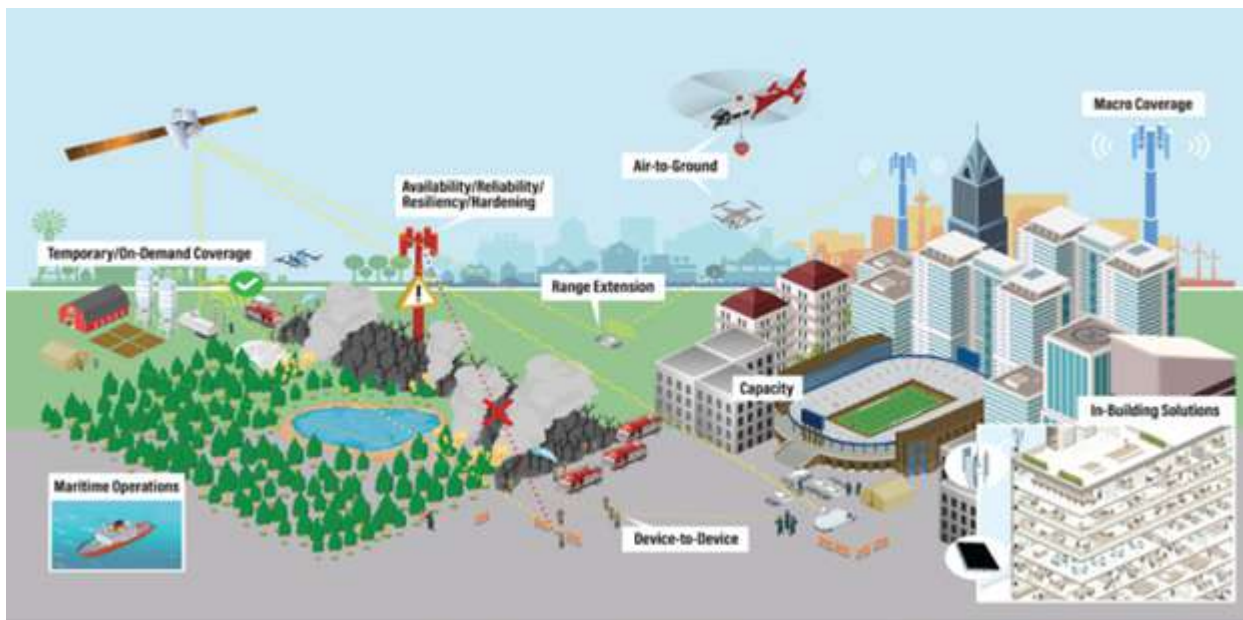 Macro Coverage
Air-to-Ground
Availability/Reliability/
Resiliency/Hardening
Temporary/On-Demand Coverage
Range Extension
Capacity
In-Building Solutions
Maritime Operations
Device-to-Device